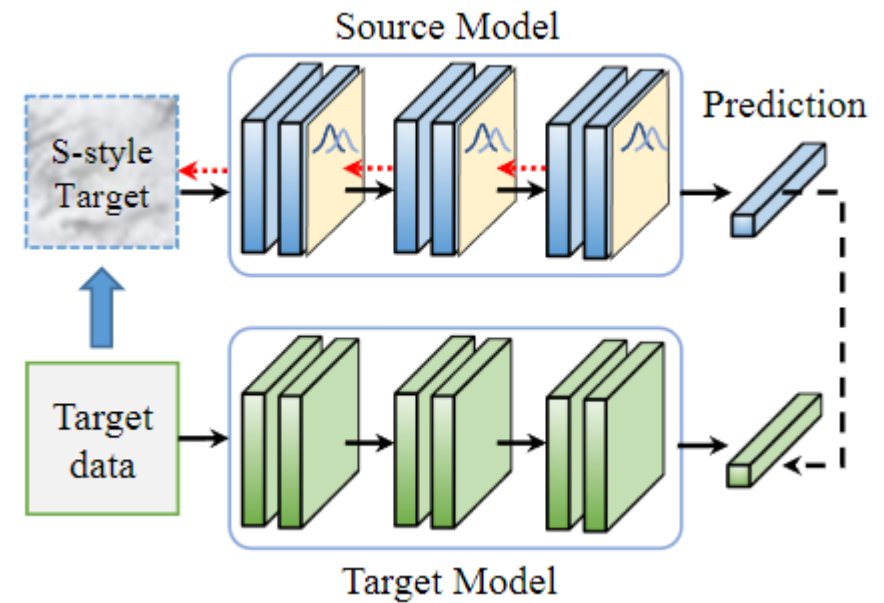 Source Model
Prediction
S-style
Target
Target
data
Target Model